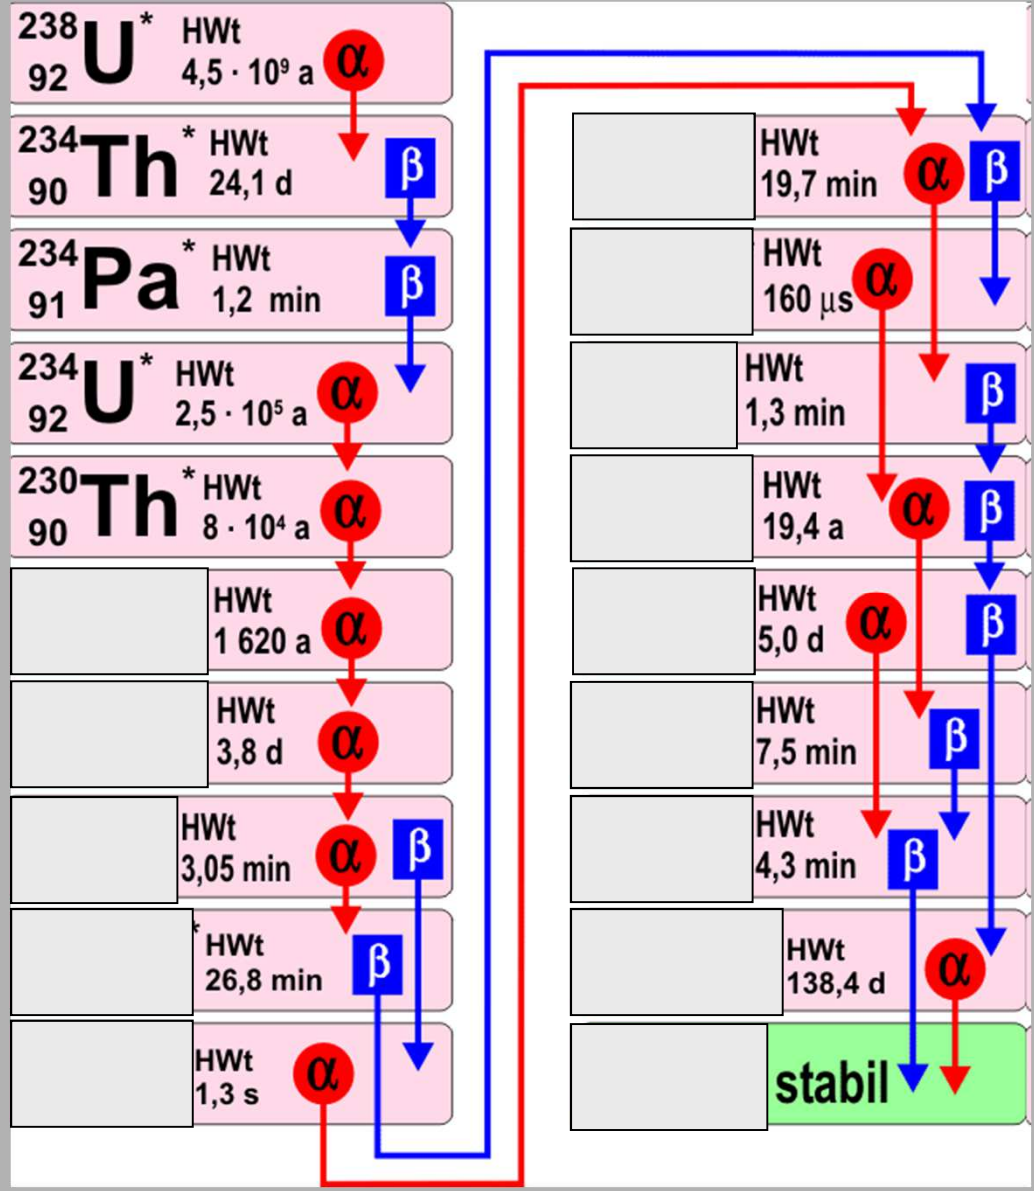 238
92 U* HWt
4,5 · 10⁹ a α
234
90 Th* HWt
24,1 d β
234
91 Pa* HWt
1,2 min β
234
92 U* HWt
2,5 · 10⁵ a α
230
90 Th* HWt
8 · 10⁴ a α
HWt
1 620 a α
HWt
3,8 d α
HWt
3,05 min α β
* HWt
26,8 min β
HWt
1,3 s α
HWt
19,7 min α β
HWt
160 µs α
HWt
1,3 min β
HWt
19,4 a α β
HWt
5,0 d α β
HWt
7,5 min β
HWt
4,3 min β
HWt
138,4 d α
stabil